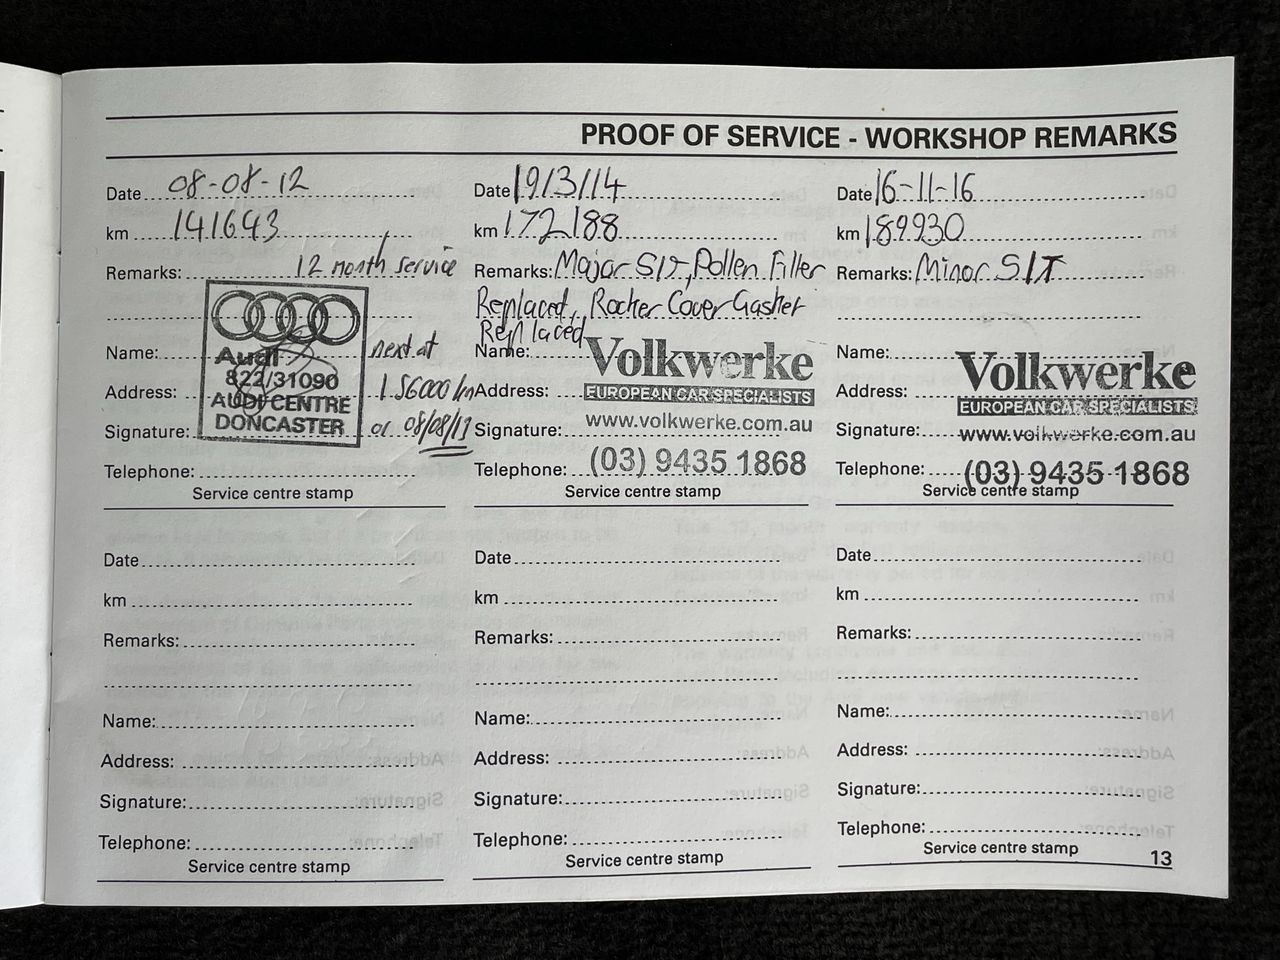 PROOF OF SERVICE - WORKSHOP REMARKS
Date 08-08-12
km 141643
Remarks: 12 month service
Name:
Address:
Signature:
Telephone:
Audi
822/31090
AUDI CENTRE
DONCASTER
next at
156000 km
or 08/08/13
Service centre stamp
Date 19/3/14
km 172188
Remarks: Major S/I, Pollen Filter
Replaced, Rocker Cover Gasket
Replaced
Name:
Address:
Signature:
Telephone:
Volkwerke
EUROPEAN CAR SPECIALISTS
www.volkwerke.com.au
(03) 9435 1868
Service centre stamp
Date 16-11-16
km 189930
Remarks: Minor S/I
Name:
Address:
Signature:
Telephone:
Volkwerke
EUROPEAN CAR SPECIALISTS
www.volkwerke.com.au
(03) 9435 1868
Service centre stamp
Date
km
Remarks:
Name:
Address:
Signature:
Telephone:
Service centre stamp
Date
km
Remarks:
Name:
Address:
Signature:
Telephone:
Service centre stamp
Date
km
Remarks:
Name:
Address:
Signature:
Telephone:
Service centre stamp
13